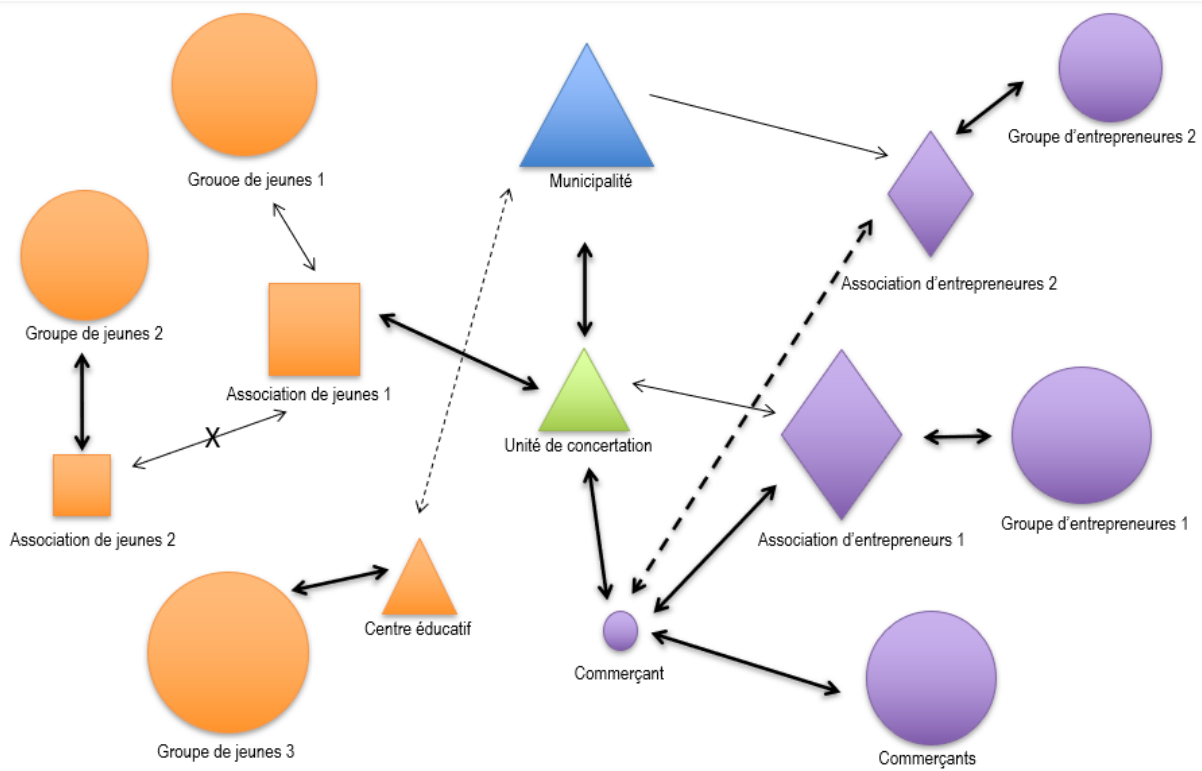 Groupe d'entrepreneures 2
Grouoe de jeunes 1
Municipalité
Association d'entrepreneures 2
Groupe de jeunes 2
Association de jeunes 1
X
Unité de concertation
Groupe d'entrepreneures 1
Association de jeunes 2
Association d'entrepreneurs 1
Centre éducatif
Commerçant
Groupe de jeunes 3
Commerçants